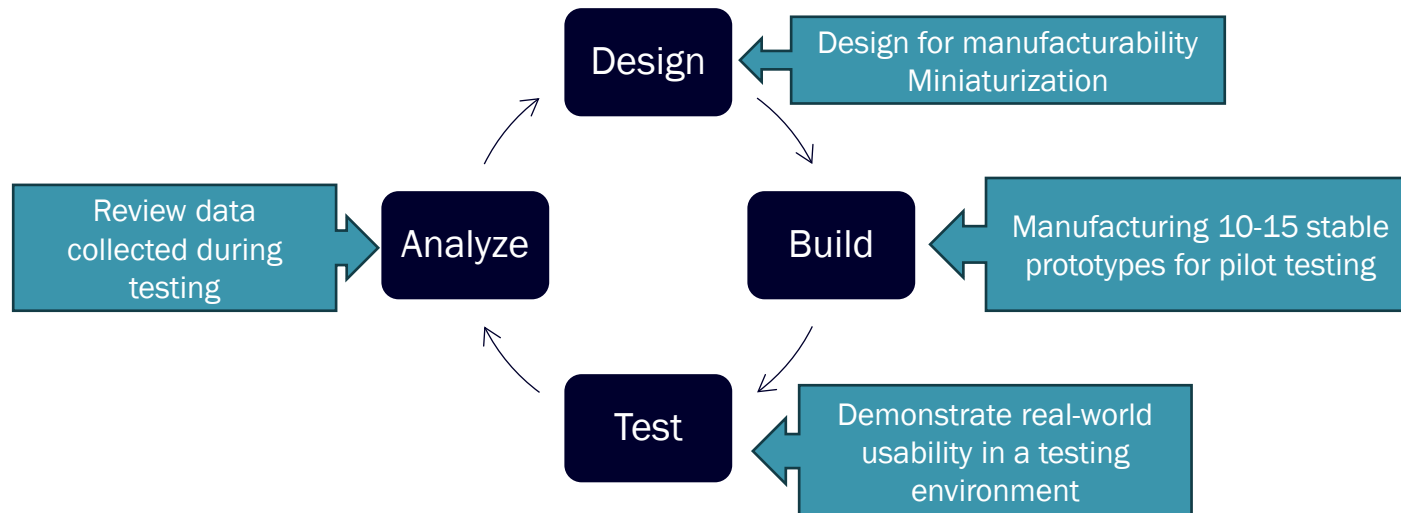 Design
Design for manufacturability
Miniaturization
Review data
collected during
testing
Analyze
Build
Manufacturing 10-15 stable
prototypes for pilot testing
Test
Demonstrate real-world
usability in a testing
environment